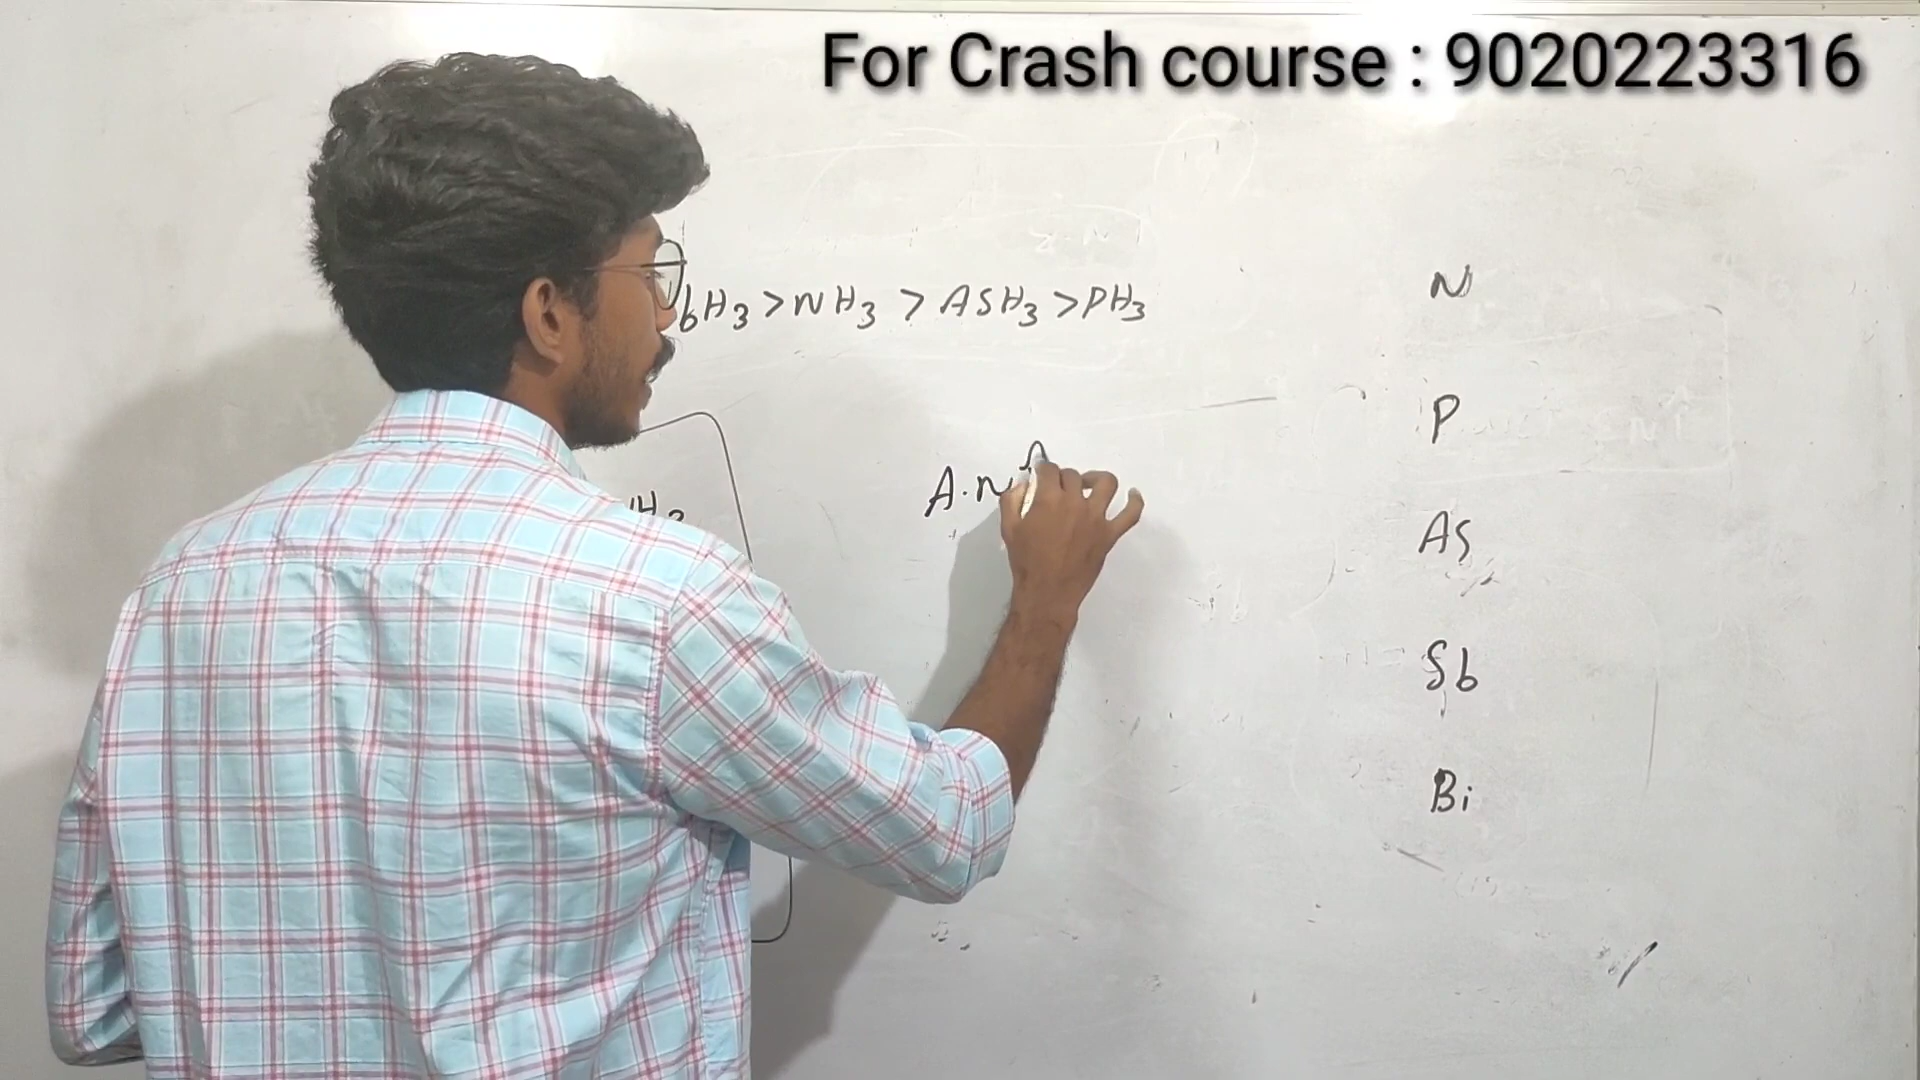 For Crash course : 9020223316
bH3 > NH3 > AsH3 > PH3
N
P
A.N
As
Sb
Bi